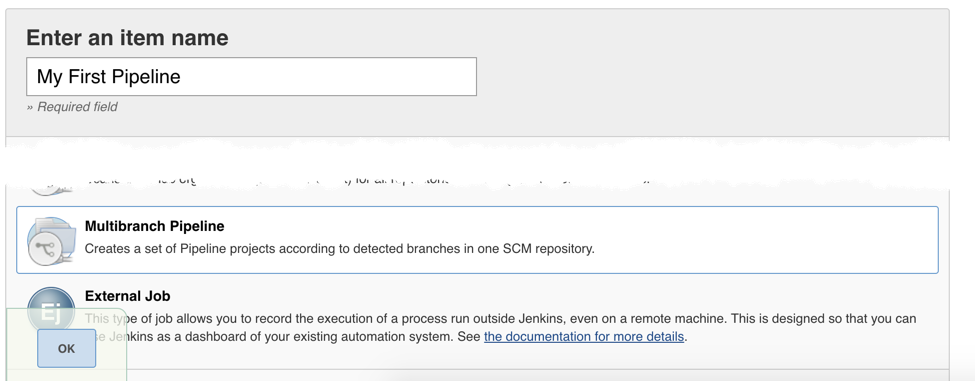 Enter an item name
My First Pipeline
» Required field
Multibranch Pipeline
Creates a set of Pipeline projects according to detected branches in one SCM repository.
External Job
Ej
This type of job allows you to record the execution of a process run outside Jenkins, even on a remote machine. This is designed so that you can
use Jenkins as a dashboard of your existing automation system. See the documentation for more details.
OK